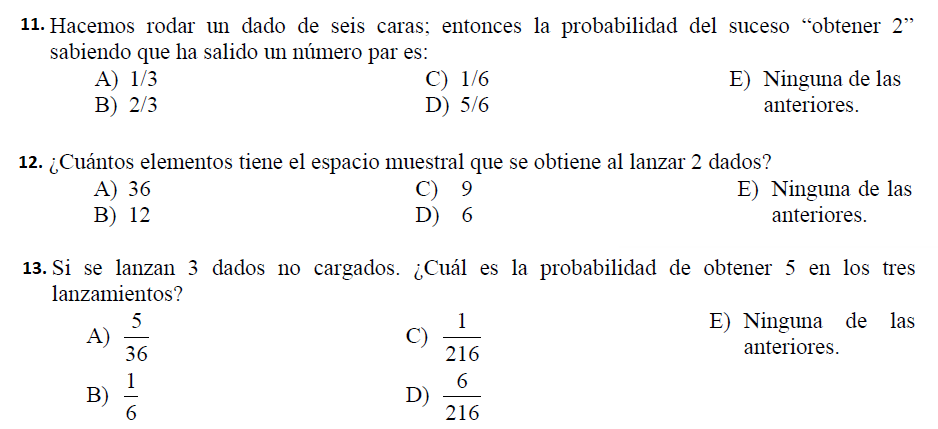 11. Hacemos rodar un dado de seis caras; entonces la probabilidad del suceso “obtener 2”
sabiendo que ha salido un número par es:
A) 1/3 C) 1/6 E) Ninguna de las
B) 2/3 D) 5/6 anteriores.
12. ¿Cuántos elementos tiene el espacio muestral que se obtiene al lanzar 2 dados?
A) 36 C) 9 E) Ninguna de las
B) 12 D) 6 anteriores.
13. Si se lanzan 3 dados no cargados. ¿Cuál es la probabilidad de obtener 5 en los tres
lanzamientos?
A) 5/36 C) 1/216 E) Ninguna de las
anteriores.
B) 1/6 D) 6/216